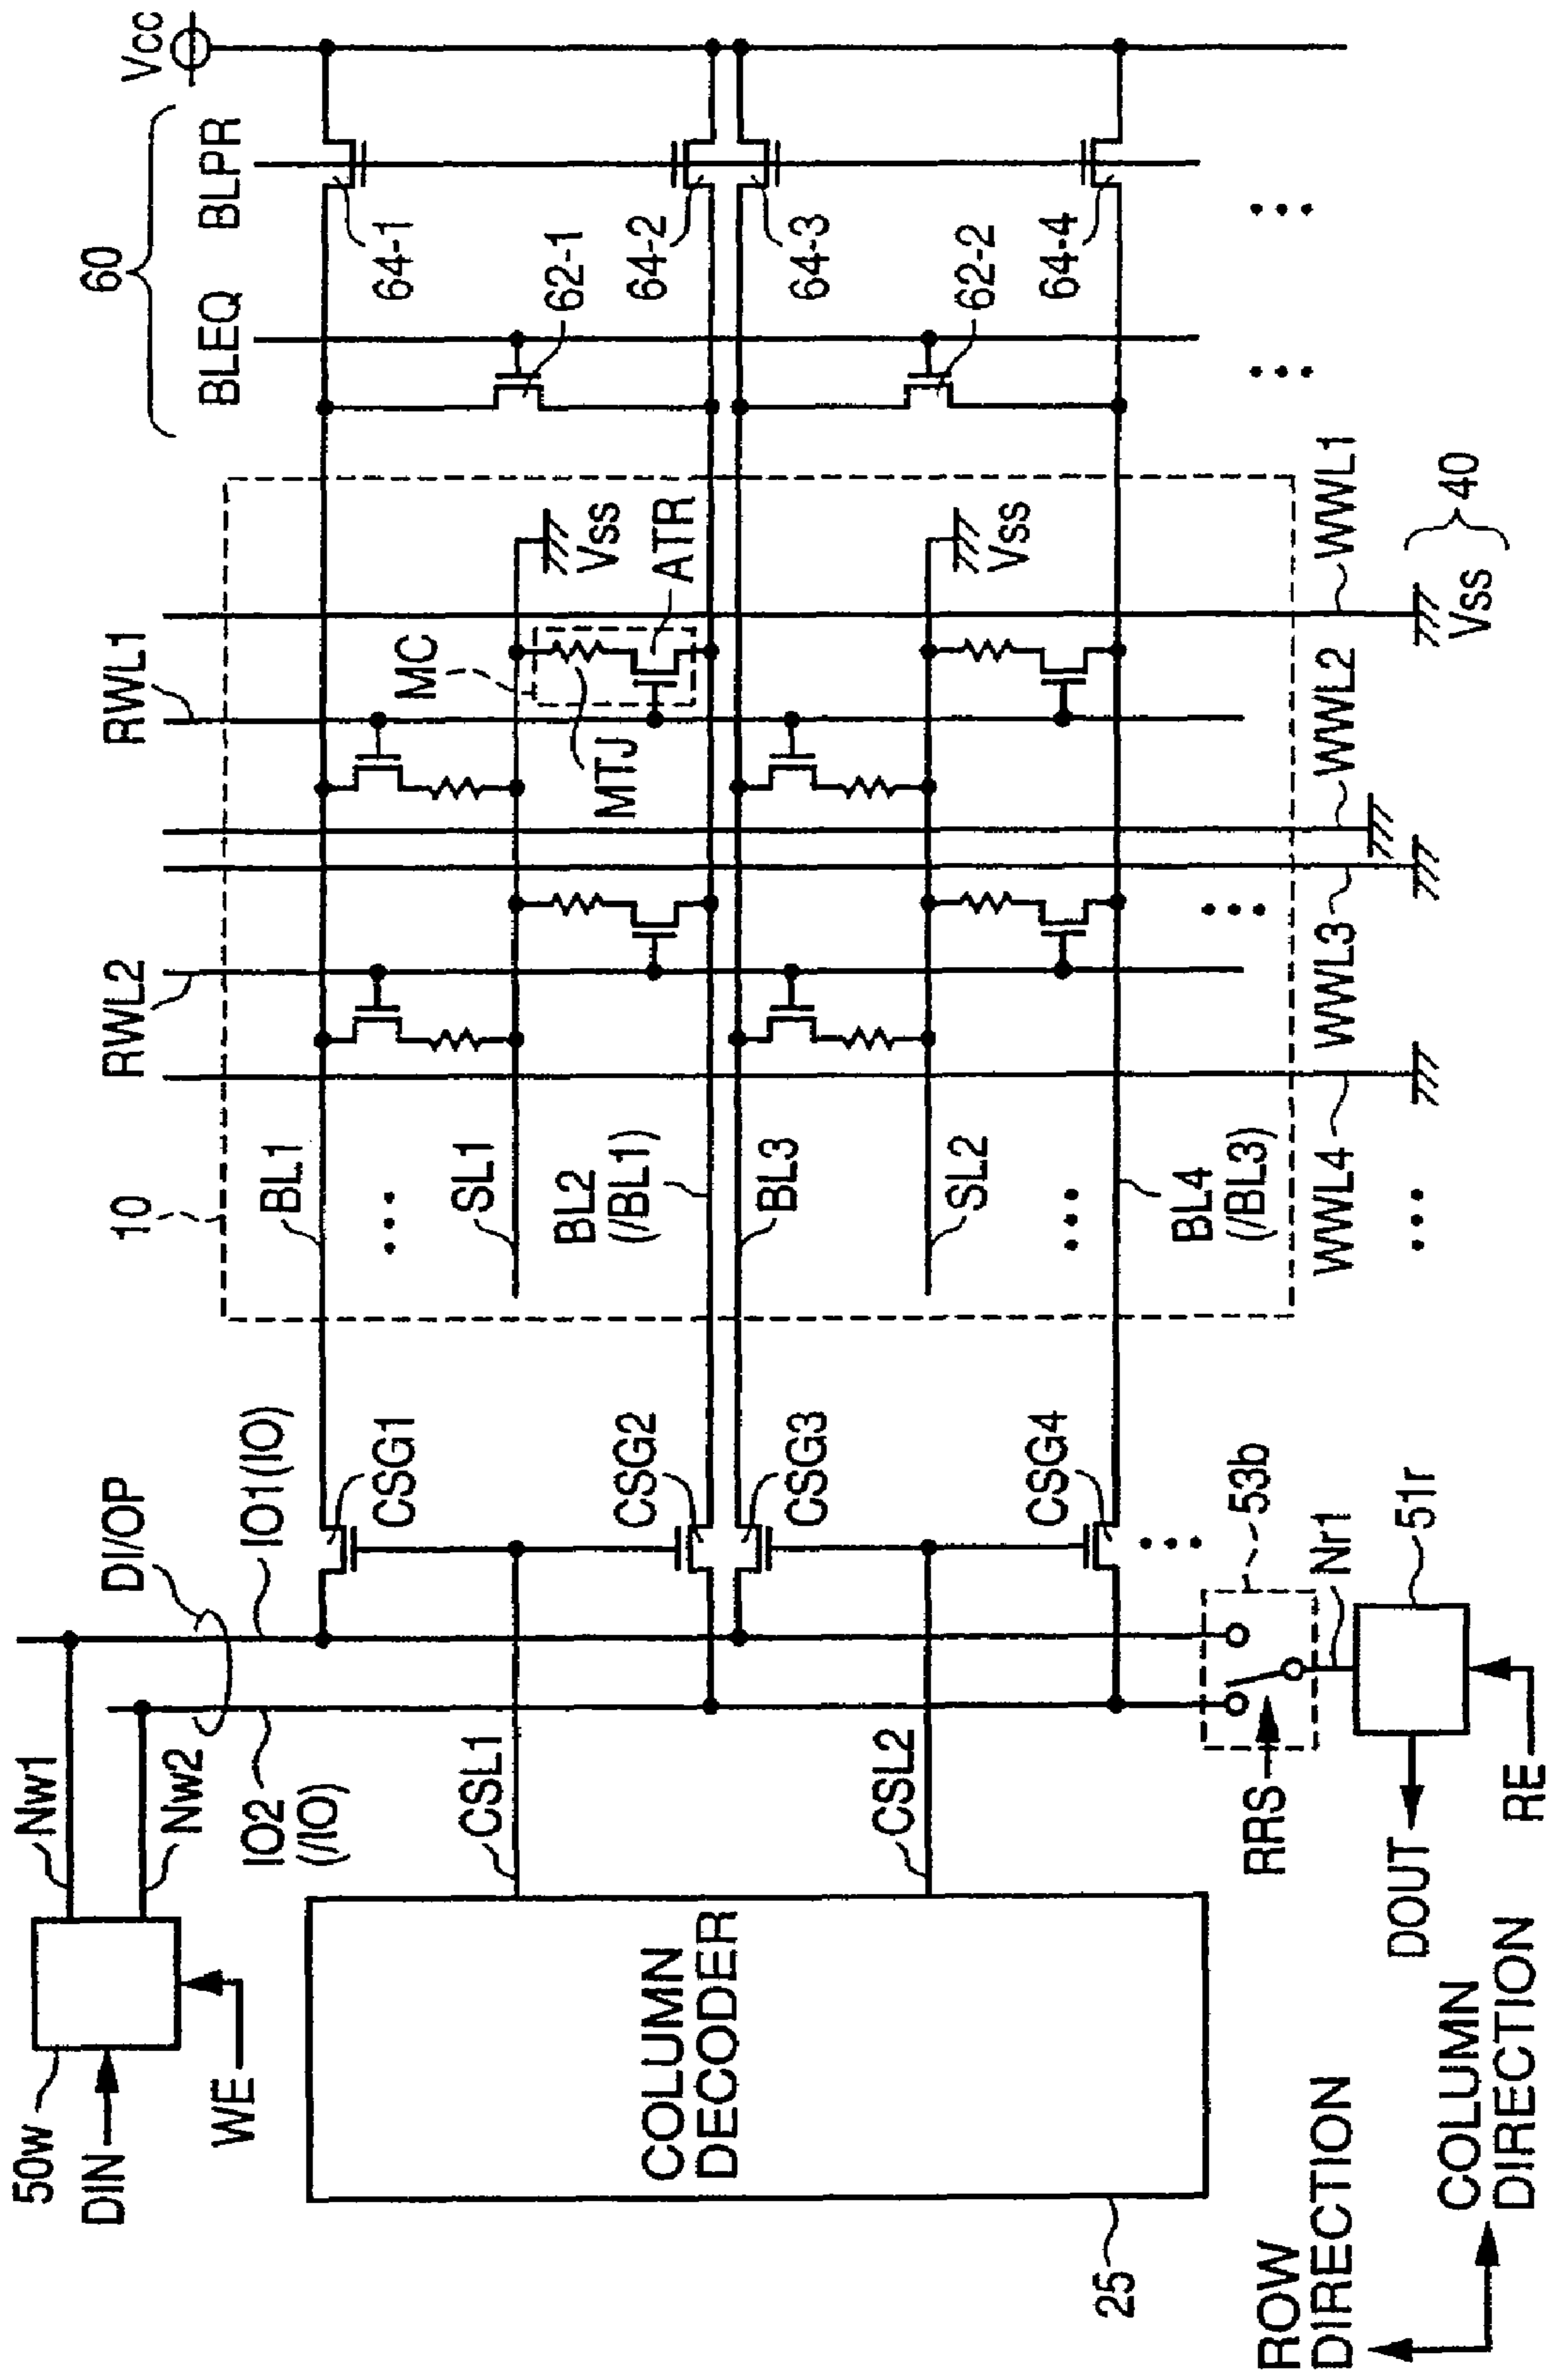 50w
DIN
WE
Nw1
Nw2
DI/OP
IO1(IO)
IO2
(/IO)
COLUMN
DECODER
25
CSL1
CSL2
CSG1
CSG2
CSG3
CSG4
53b
RRS
Nr1
51r
DOUT
RE
ROW
DIRECTION
COLUMN
DIRECTION
10
BL1
SL1
BL2
(/BL1)
BL3
SL2
BL4
(/BL3)
RWL2
RWL1
MC
MTJ
ATR
Vss
Vss
WWL4
WWL3
WWL2
WWL1
Vss
40
60
BLEQ
BLPR
Vcc
64-1
62-1
64-2
64-3
62-2
64-4